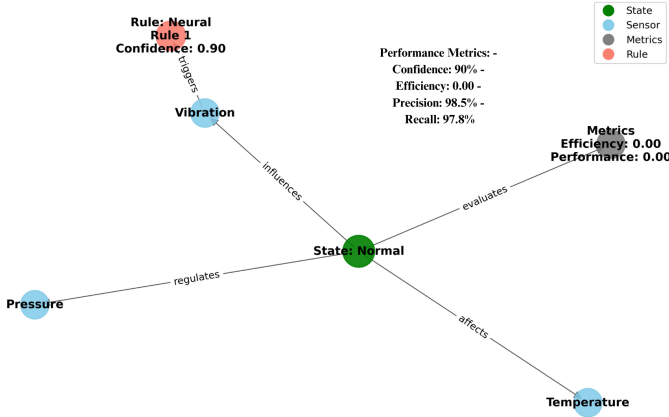 Rule: Neural
Rule 1
Confidence: 0.90
triggers
Vibration
Performance Metrics: -
Confidence: 90% -
Efficiency: 0.00 -
Precision: 98.5% -
Recall: 97.8%
State
Sensor
Metrics
Rule
Metrics
Efficiency: 0.00
Performance: 0.00
influences
evaluates
State: Normal
regulates
Pressure
affects
Temperature